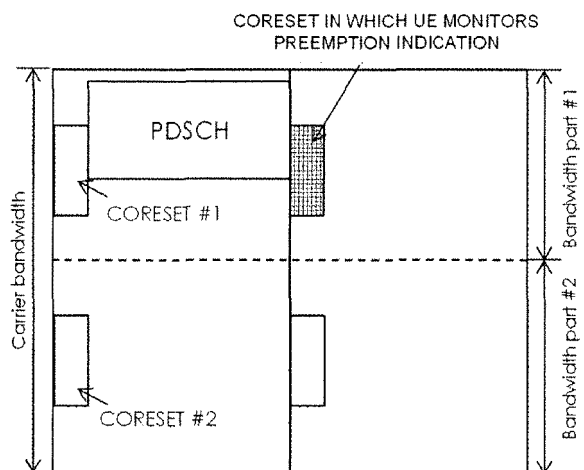 CORESET IN WHICH UE MONITORS
PREEMPTION INDICATION
PDSCH
CORESET #1
CORESET #2
Carrier bandwidth
Bandwidth part #1
Bandwidth part #2